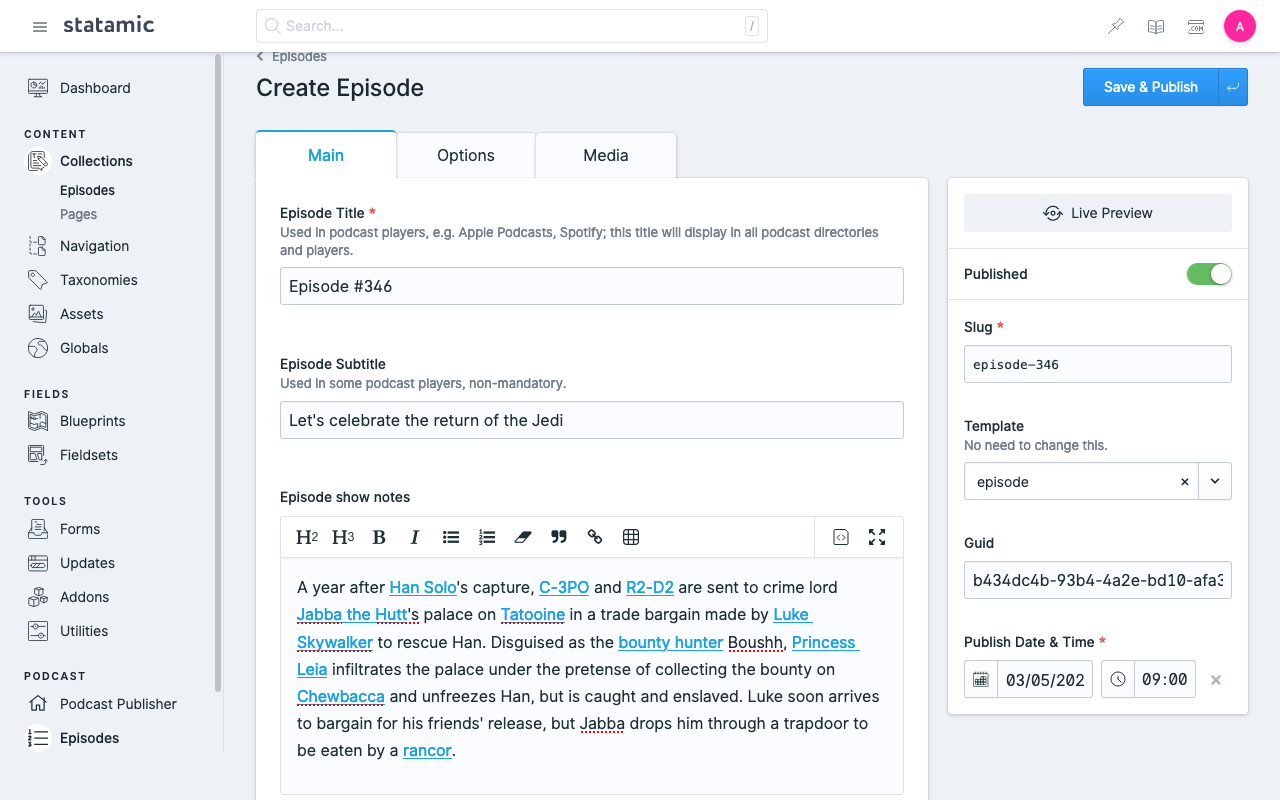 statamic
Search...
/
A
Dashboard
CONTENT
Collections
Episodes
Pages
Navigation
Taxonomies
Assets
Globals
FIELDS
Blueprints
Fieldsets
TOOLS
Forms
Updates
Addons
Utilities
PODCAST
Podcast Publisher
Episodes
Episodes
Create Episode
Save & Publish
Main
Options
Media
Episode Title *
Used in podcast players, e.g. Apple Podcasts, Spotify; this title will display in all podcast directories
and players.
Episode #346
Episode Subtitle
Used in some podcast players, non-mandatory.
Let's celebrate the return of the Jedi
Episode show notes
H2 H3 B I
A year after Han Solo's capture, C-3PO and R2-D2 are sent to crime lord
Jabba the Hutt's palace on Tatooine in a trade bargain made by Luke
Skywalker to rescue Han. Disguised as the bounty hunter Boushh, Princess
Leia infiltrates the palace under the pretense of collecting the bounty on
Chewbacca and unfreezes Han, but is caught and enslaved. Luke soon arrives
to bargain for his friends' release, but Jabba drops him through a trapdoor to
be eaten by a rancor.
Live Preview
Published
Slug *
episode-346
Template
No need to change this.
episode
Guid
b434dc4b-93b4-4a2e-bd10-afa3
Publish Date & Time *
03/05/202
09:00